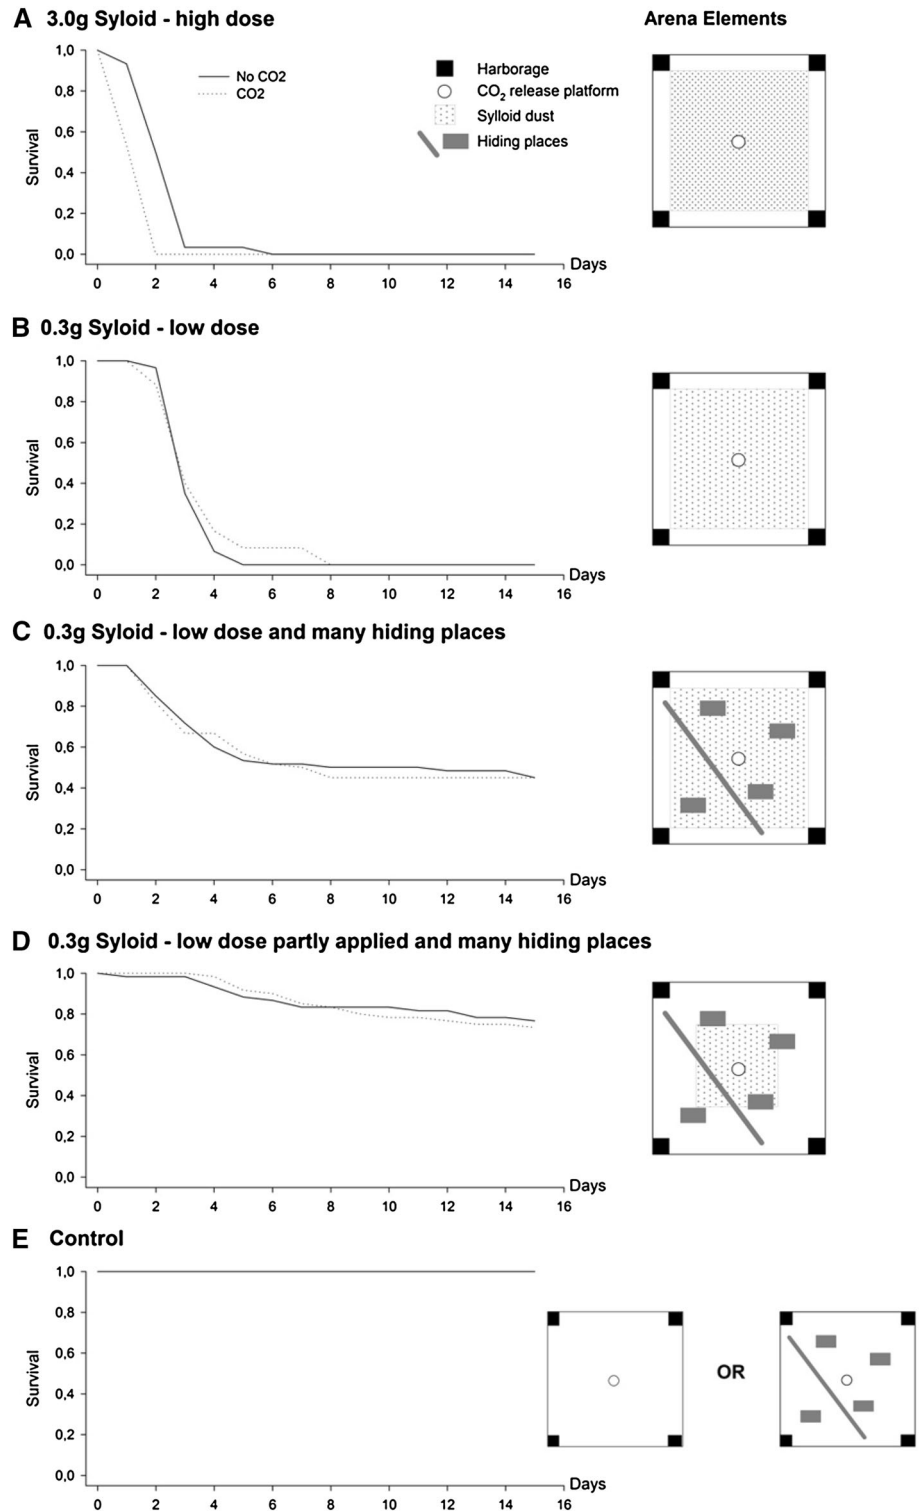 A 3.0g Syloid - high dose
Arena Elements
1,0
0,8
0,6
0,4
0,2
0,0
Survival
No CO2
CO2
Harborage
CO2 release platform
Sylloid dust
Hiding places
0 2 4 6 8 10 12 14 16
Days
B 0.3g Syloid - low dose
1,0
0,8
0,6
0,4
0,2
0,0
Survival
0 2 4 6 8 10 12 14 16
Days
C 0.3g Syloid - low dose and many hiding places
1,0
0,8
0,6
0,4
0,2
0,0
Survival
0 2 4 6 8 10 12 14 16
Days
D 0.3g Syloid - low dose partly applied and many hiding places
1,0
0,8
0,6
0,4
0,2
0,0
Survival
0 2 4 6 8 10 12 14 16
Days
E Control
1,0
0,8
0,6
0,4
0,2
0,0
Survival
OR
0 2 4 6 8 10 12 14 16
Days